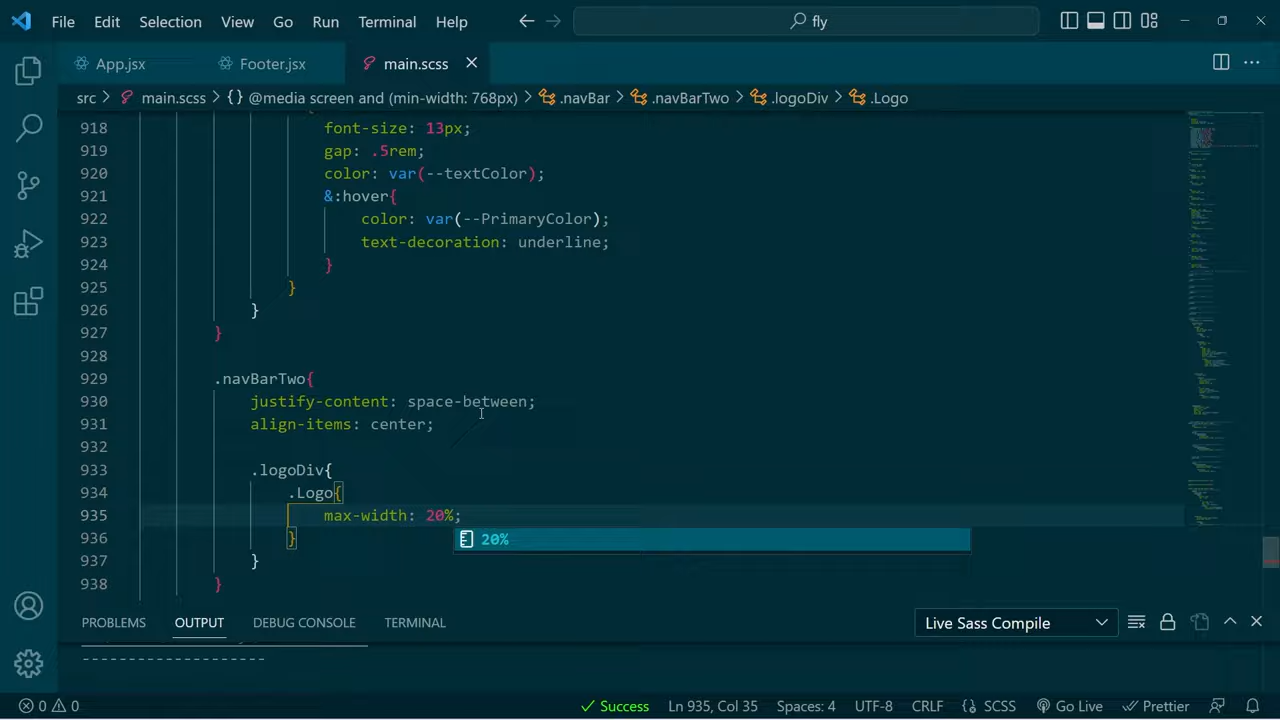 File Edit Selection View Go Run Terminal Help fly
App.jsx Footer.jsx main.scss
src > main.scss > {} @media screen and (min-width: 768px) > .navBar > .navBarTwo > .logoDiv > .Logo
918 font-size: 13px;
919 gap: .5rem;
920 color: var(--textColor);
921 &:hover{
922 color: var(--PrimaryColor);
923 text-decoration: underline;
924 }
925 }
926 }
927 }
928
929 .navBarTwo{
930 justify-content: space-between;
931 align-items: center;
932
933 .logoDiv{
934 .Logo{
935 max-width: 20%;
936 }
20%
937 }
938 }
PROBLEMS OUTPUT DEBUG CONSOLE TERMINAL Live Sass Compile
--------------------
0 0 Success Ln 935, Col 35 Spaces: 4 UTF-8 CRLF SCSS Go Live Prettier